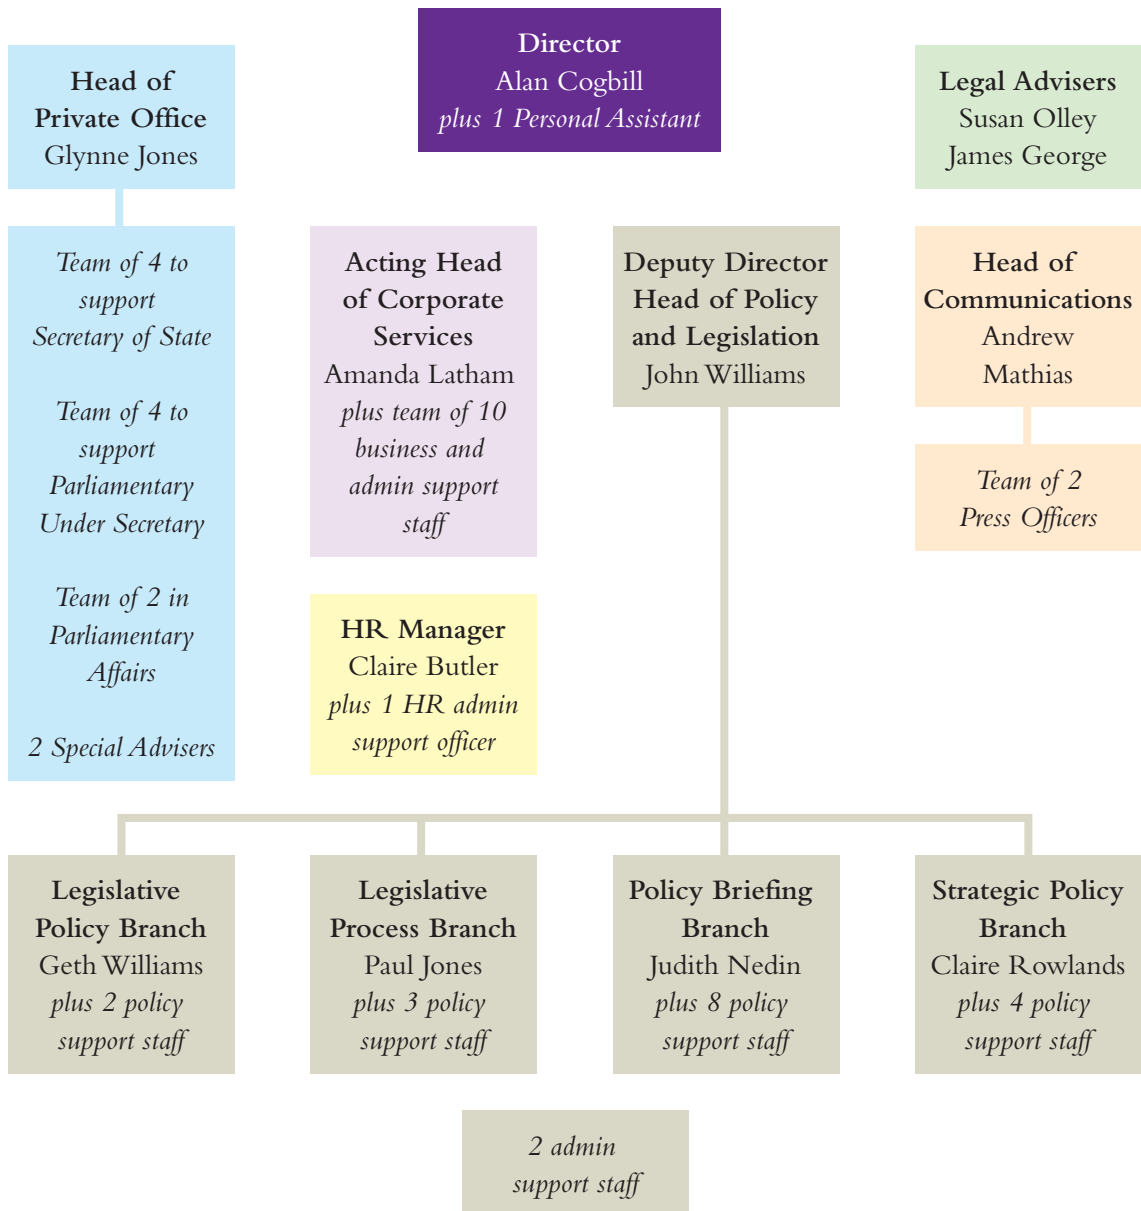 Director
Alan Cogbill
plus 1 Personal Assistant
Head of
Private Office
Glynne Jones
Legal Advisers
Susan Olley
James George
Team of 4 to
support
Secretary of State
Team of 4 to
support
Parliamentary
Under Secretary
Team of 2 in
Parliamentary
Affairs
2 Special Advisers
Acting Head
of Corporate
Services
Amanda Latham
plus team of 10
business and
admin support
staff
HR Manager
Claire Butler
plus 1 HR admin
support officer
Deputy Director
Head of Policy
and Legislation
John Williams
Head of
Communications
Andrew
Mathias
Team of 2
Press Officers
Legislative
Policy Branch
Geth Williams
plus 2 policy
support staff
Legislative
Process Branch
Paul Jones
plus 3 policy
support staff
Policy Briefing
Branch
Judith Nedin
plus 8 policy
support staff
Strategic Policy
Branch
Claire Rowlands
plus 4 policy
support staff
2 admin
support staff